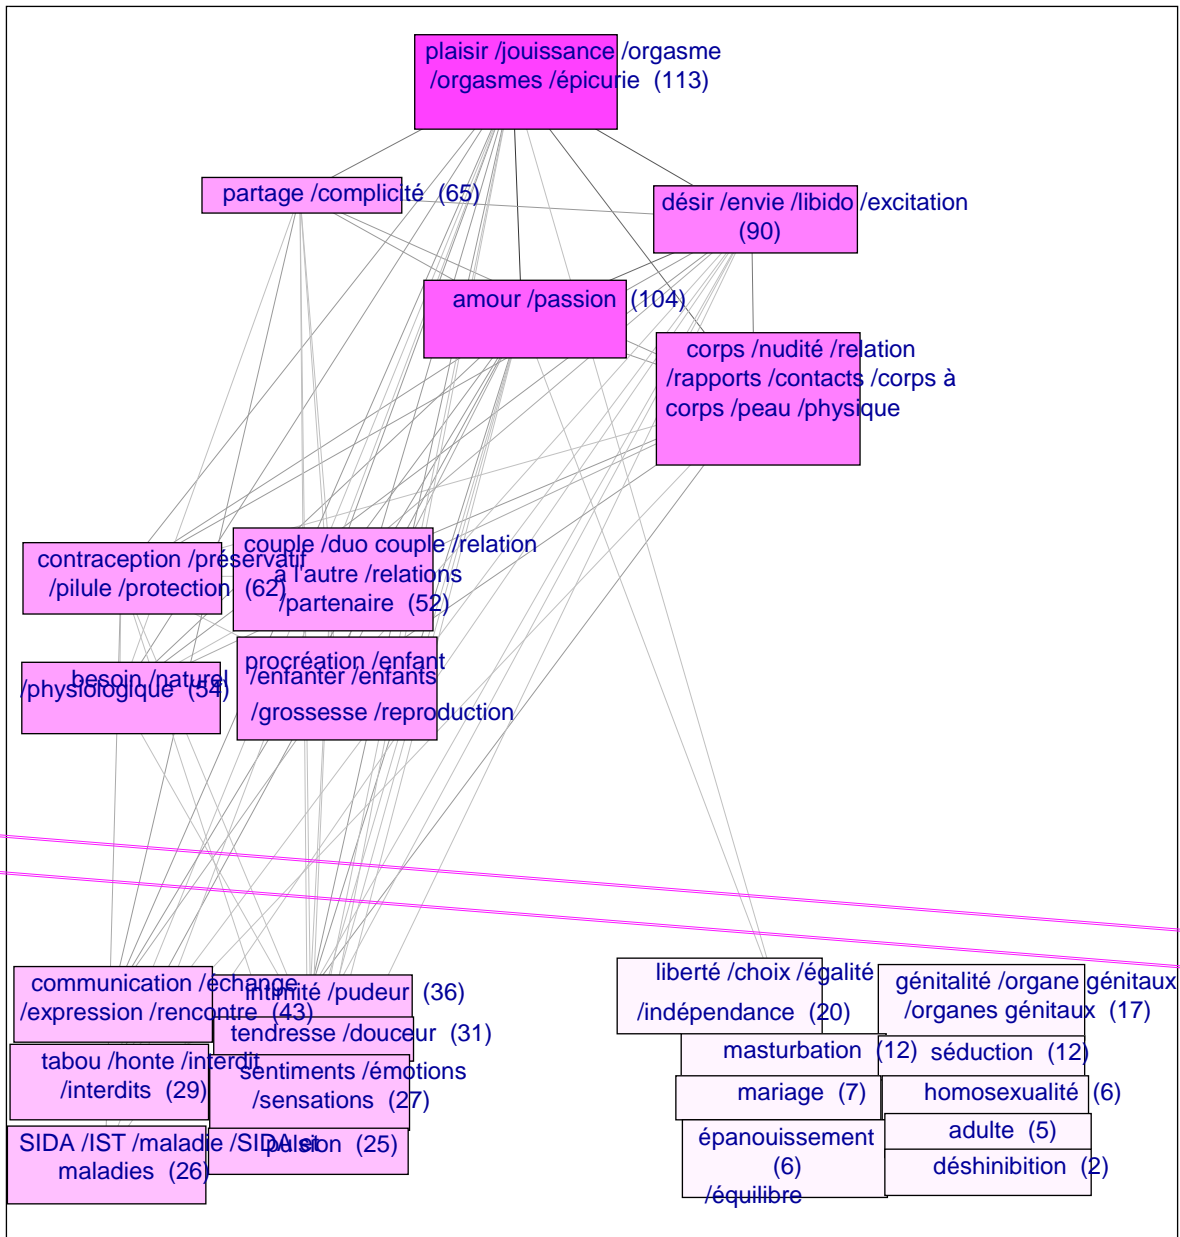 plaisir /jouissance /orgasme
/orgasmes /épicurie (113)
partage /complicité (65)
désir /envie /libido /excitation
(90)
amour /passion (104)
corps /nudité /relation
/rapports /contacts /corps à
corps /peau /physique
contraception /préservatif
/pilule /protection (62)
couple /duo couple /relation
à l'autre /relations
/partenaire (52)
besoin /naturel
/physiologique (54)
procréation /enfant
/enfanter /enfants
/grossesse /reproduction
communication /échange
/expression /rencontre (43)
intimité /pudeur (36)
tendresse /douceur (31)
tabou /honte /interdit
/interdits (29)
sentiments /émotions
/sensations (27)
SIDA /IST /maladie /SIDA et
maladies (26)
pulsion (25)
liberté /choix /égalité
/indépendance (20)
génitalité /organe génitaux
/organes génitaux (17)
masturbation (12)
séduction (12)
mariage (7)
homosexualité (6)
épanouissement
(6)
/équilibre
adulte (5)
déshinibition (2)